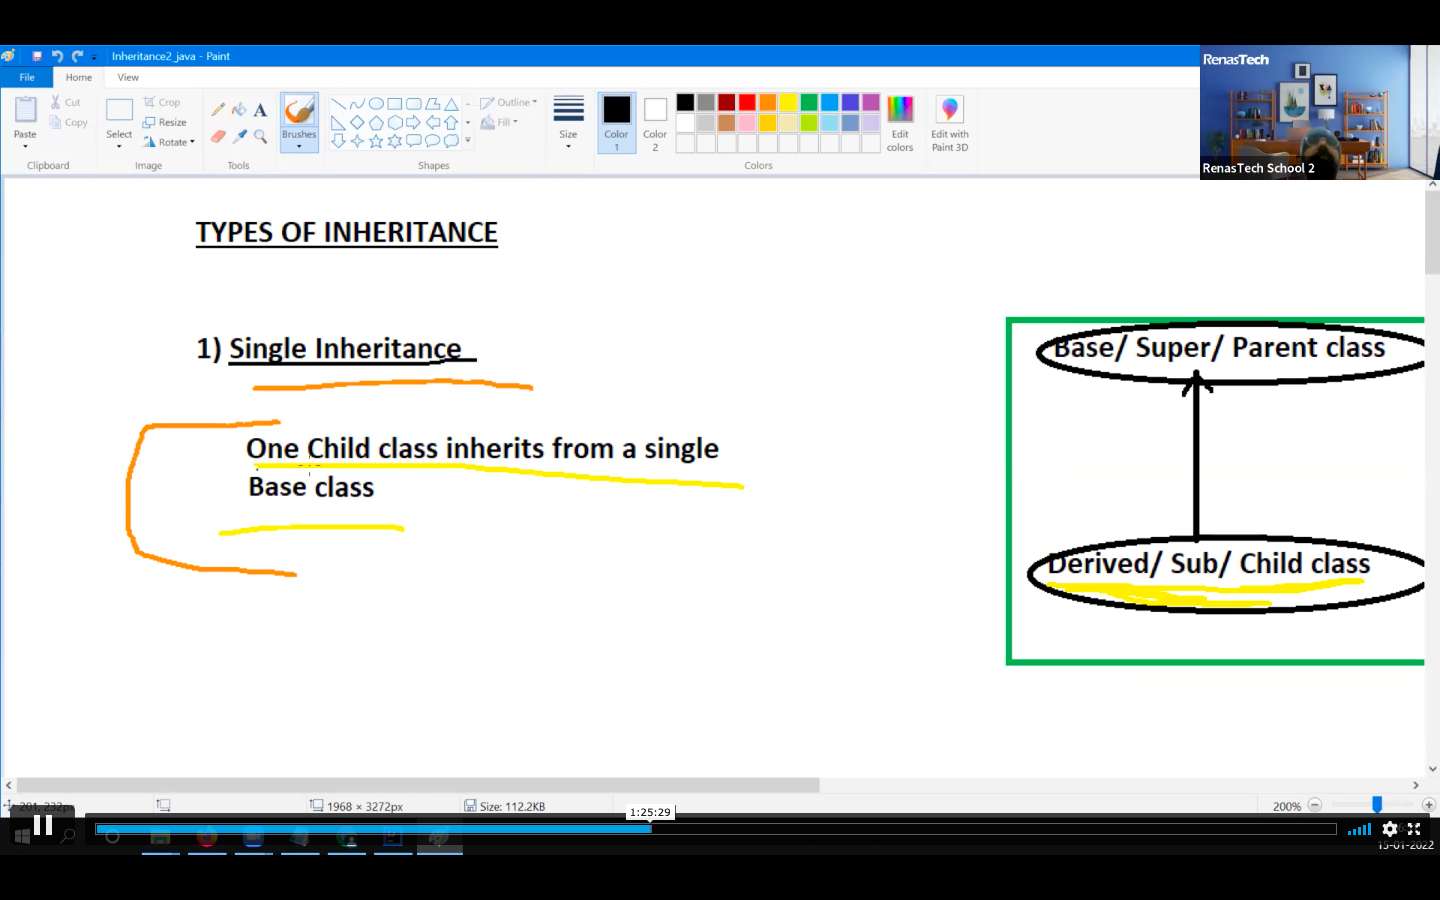 Inheritance2_java - Paint
File Home View
Paste
Cut
Copy
Clipboard
Select
Crop
Resize
Rotate
Image
Tools
Brushes
Shapes
Outline
Fill
Size
Color 1
Color 2
Edit colors
Edit with Paint 3D
Colors
RenasTech
RenasTech School 2
TYPES OF INHERITANCE
1) Single Inheritance
One Child class inherits from a single
Base class
Base/ Super/ Parent class
Derived/ Sub/ Child class
201, 232px
1968 × 3272px
Size: 112.2KB
200%
1:25:29
15-01-2022